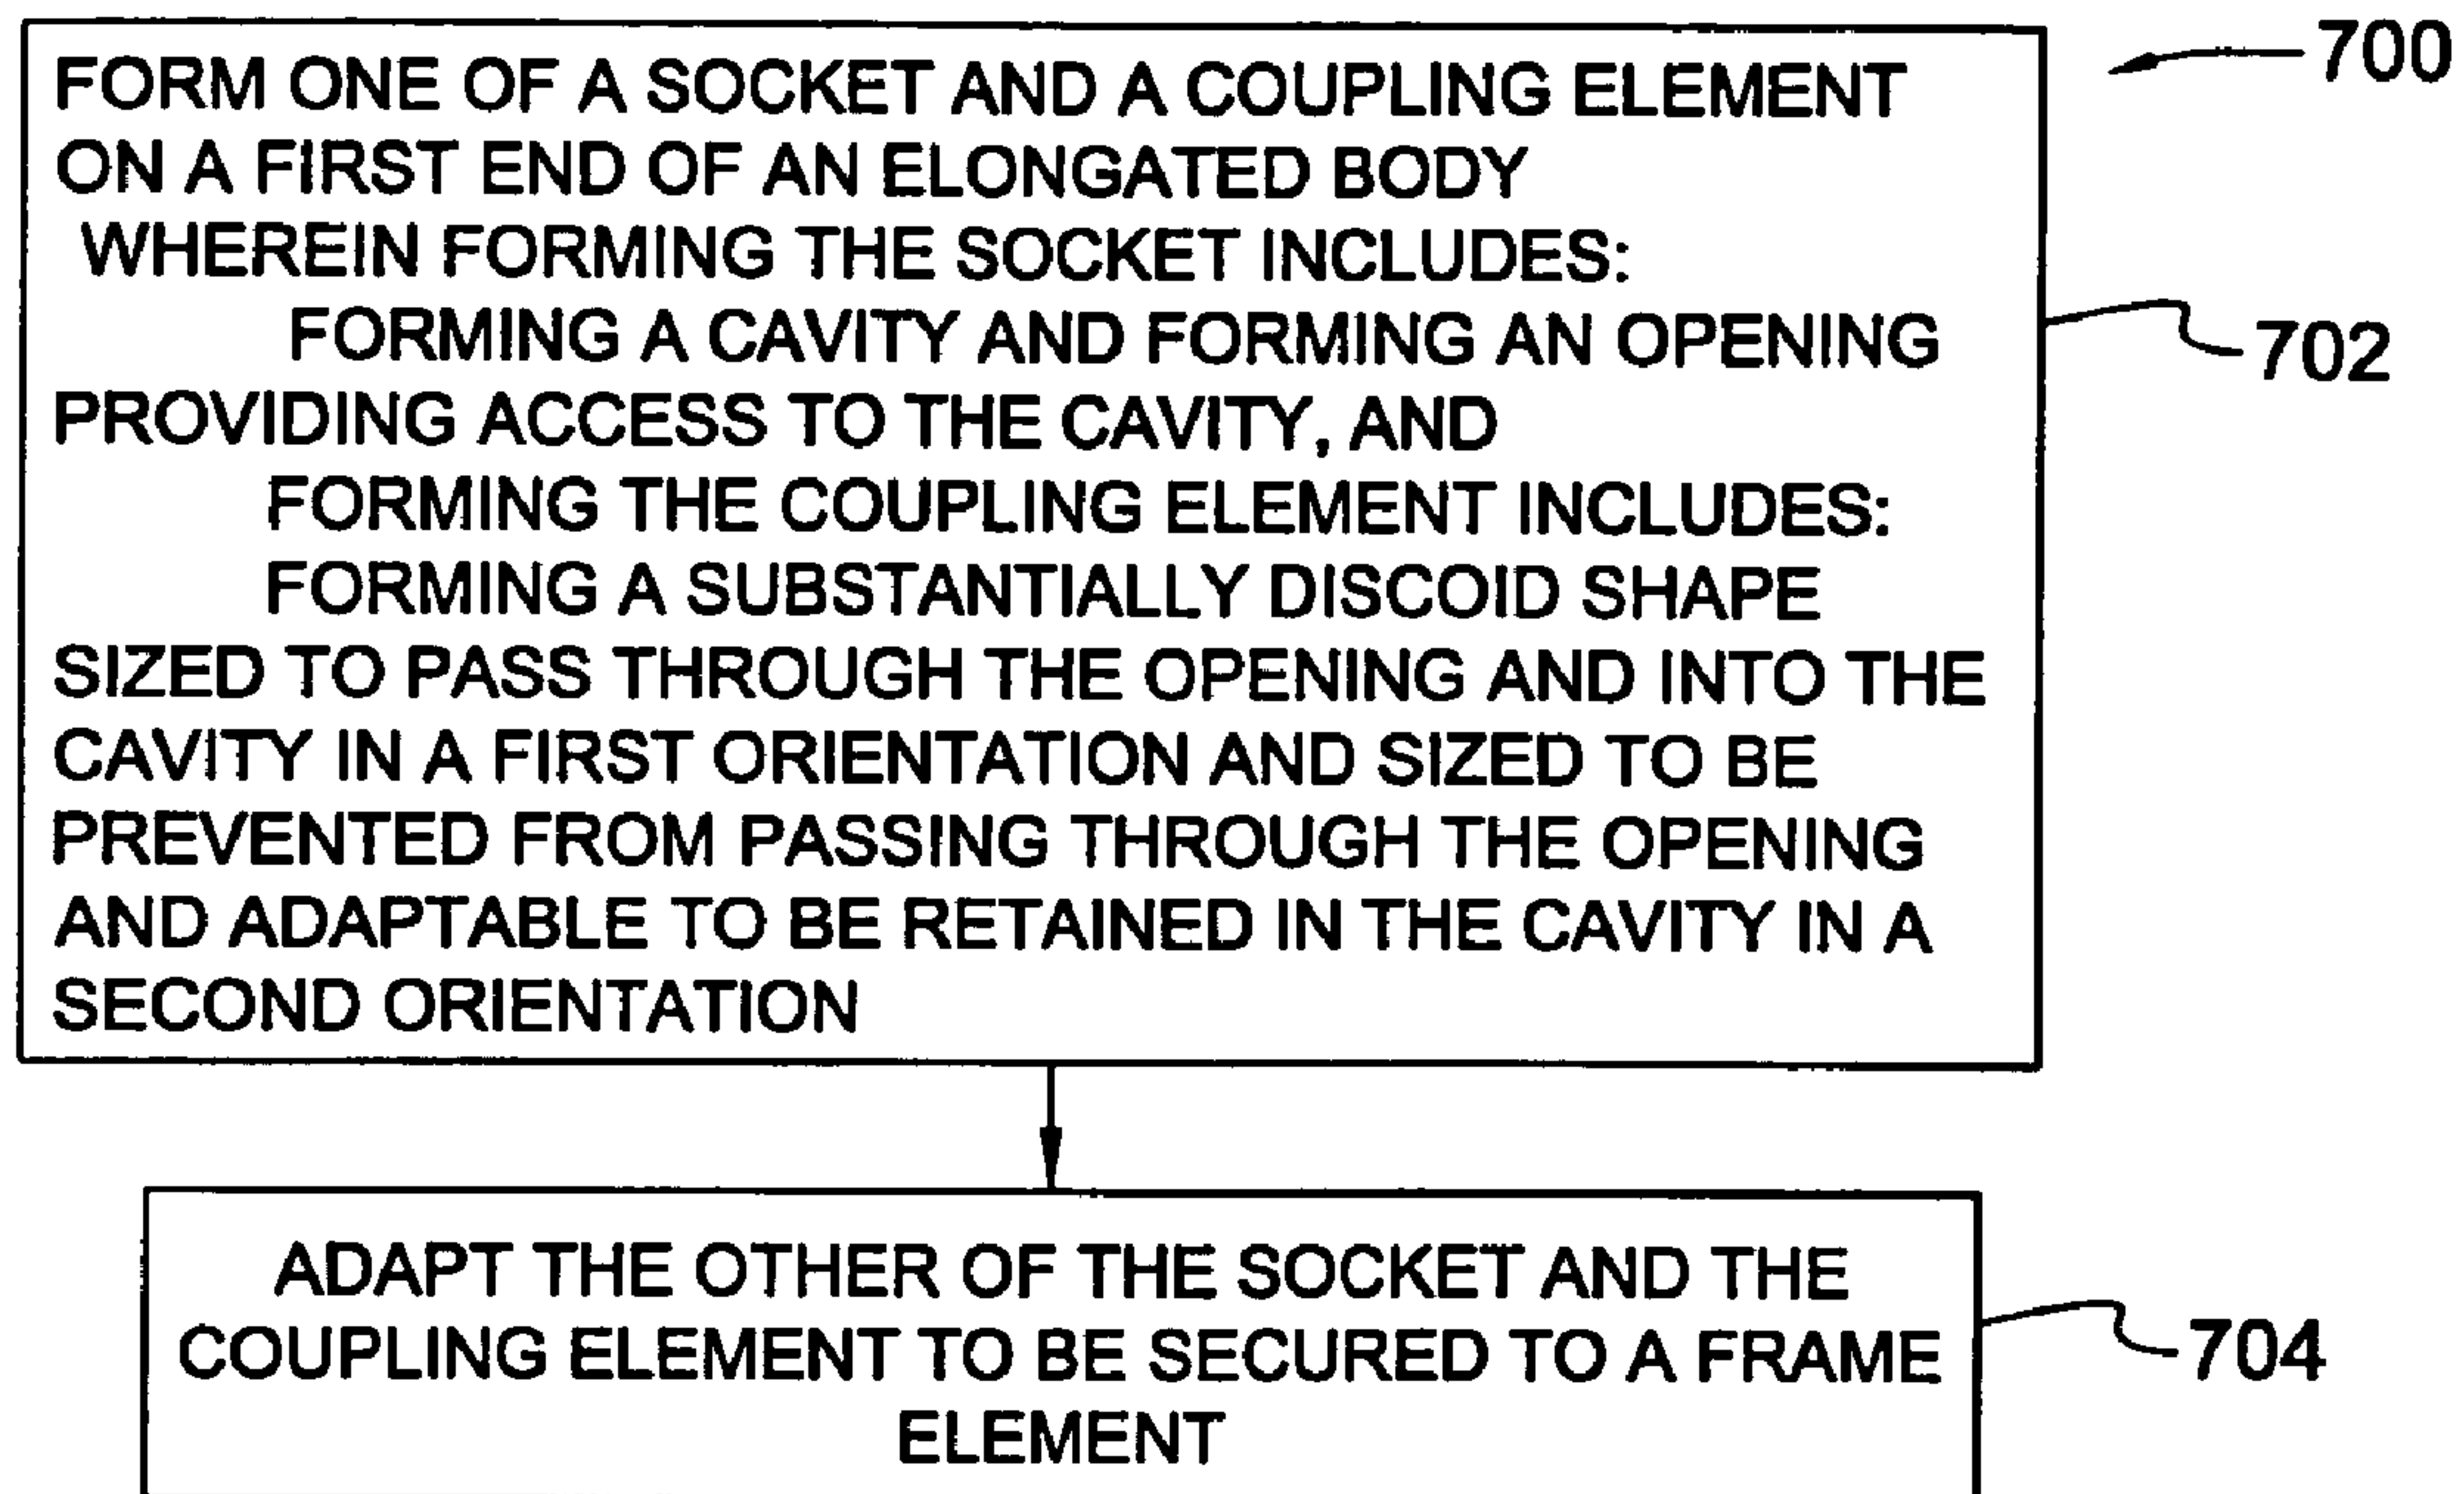 700
FORM ONE OF A SOCKET AND A COUPLING ELEMENT
ON A FIRST END OF AN ELONGATED BODY
WHEREIN FORMING THE SOCKET INCLUDES:
FORMING A CAVITY AND FORMING AN OPENING
PROVIDING ACCESS TO THE CAVITY, AND
FORMING THE COUPLING ELEMENT INCLUDES:
FORMING A SUBSTANTIALLY DISCOID SHAPE
SIZED TO PASS THROUGH THE OPENING AND INTO THE
CAVITY IN A FIRST ORIENTATION AND SIZED TO BE
PREVENTED FROM PASSING THROUGH THE OPENING
AND ADAPTABLE TO BE RETAINED IN THE CAVITY IN A
SECOND ORIENTATION
702
ADAPT THE OTHER OF THE SOCKET AND THE
COUPLING ELEMENT TO BE SECURED TO A FRAME
ELEMENT
704